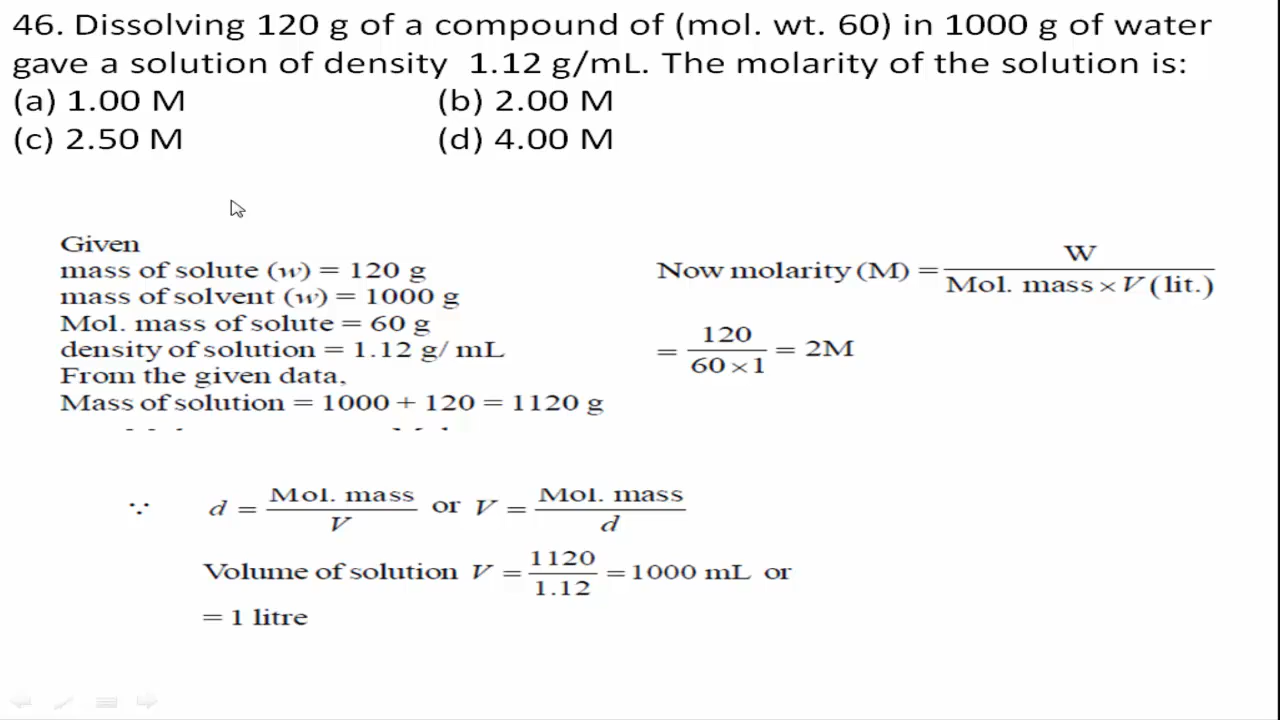 46. Dissolving 120 g of a compound of (mol. wt. 60) in 1000 g of water
gave a solution of density 1.12 g/mL. The molarity of the solution is:
(a) 1.00 M (b) 2.00 M
(c) 2.50 M (d) 4.00 M
Given
mass of solute (w) = 120 g
mass of solvent (w) = 1000 g
Mol. mass of solute = 60 g
density of solution = 1.12 g/ mL
From the given data,
Mass of solution = 1000 + 120 = 1120 g
∵ d = Mol. mass / V or V = Mol. mass / d
Volume of solution V = 1120 / 1.12 = 1000 mL or
= 1 litre
Now molarity (M) = W / Mol. mass × V (lit.)
= 120 / 60 × 1 = 2M